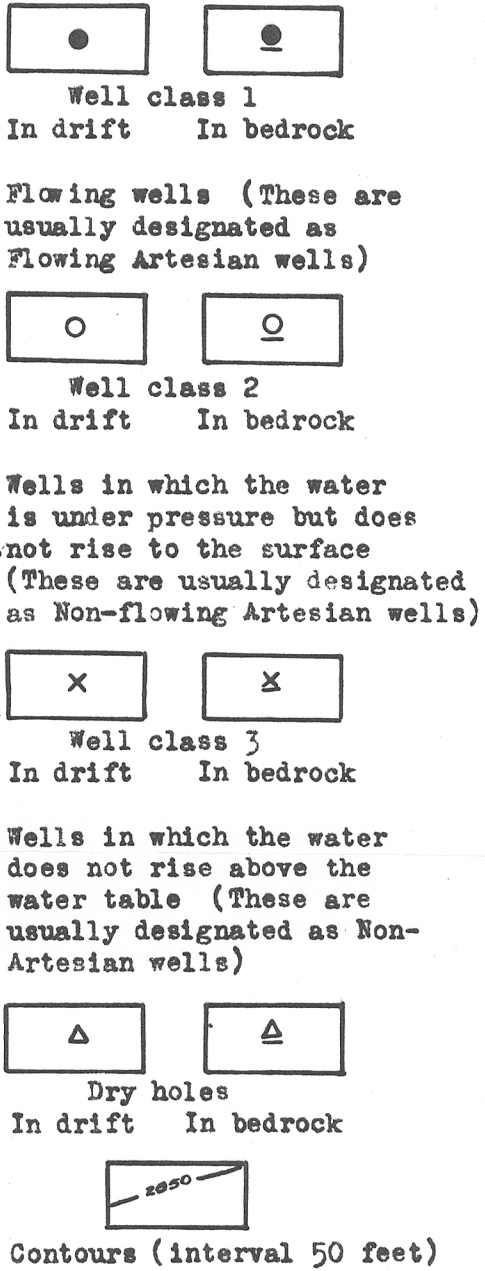 Well class 1
In drift In bedrock
Flowing wells (These are
usually designated as
Flowing Artesian wells)
Well class 2
In drift In bedrock
Wells in which the water
is under pressure but does
not rise to the surface
(These are usually designated
as Non-flowing Artesian wells)
Well class 3
In drift In bedrock
Wells in which the water
does not rise above the
water table (These are
usually designated as Non-
Artesian wells)
Dry holes
In drift In bedrock
2050
Contours (interval 50 feet)